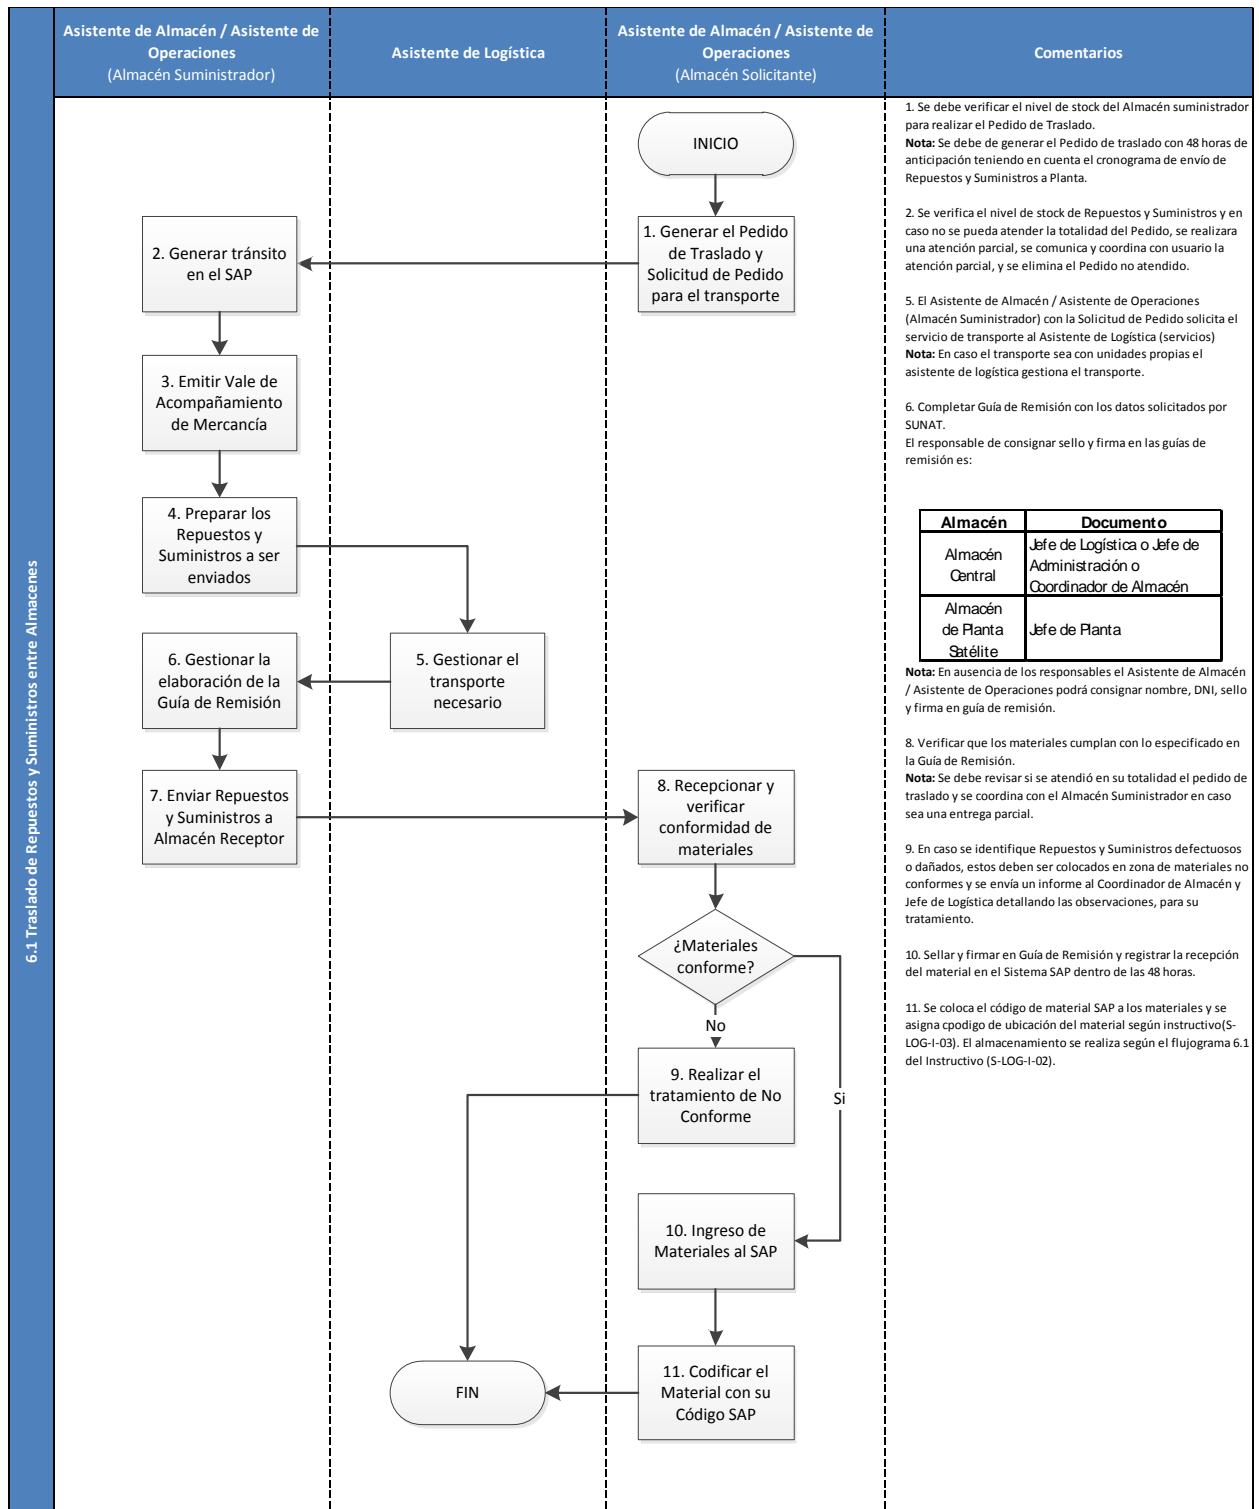 Asistente de Almacén / Asistente de
Operaciones
(Almacén Suministrador)
Asistente de Logística
Asistente de Almacén / Asistente de
Operaciones
(Almacén Solicitante)
Comentarios
6.1 Traslado de Repuestos y Suministros entre Almacenes
INICIO
1. Generar el Pedido
de Traslado y
Solicitud de Pedido
para el transporte
2. Generar tránsito
en el SAP
3. Emitir Vale de
Acompañamiento
de Mercancía
4. Preparar los
Repuestos y
Suministros a ser
enviados
5. Gestionar el
transporte
necesario
6. Gestionar la
elaboración de la
Guía de Remisión
7. Enviar Repuestos
y Suministros a
Almacén Receptor
8. Recepcionar y
verificar
conformidad de
materiales
¿Materiales
conforme?
No
Si
9. Realizar el
tratamiento de No
Conforme
10. Ingreso de
Materiales al SAP
11. Codificar el
Material con su
Código SAP
FIN
1. Se debe verificar el nivel de stock del Almacén suministrador
para realizar el Pedido de Traslado.
Nota: Se debe de generar el Pedido de traslado con 48 horas de
anticipación teniendo en cuenta el cronograma de envío de
Repuestos y Suministros a Planta.
2. Se verifica el nivel de stock de Repuestos y Suministros y en
caso no se pueda atender la totalidad del Pedido, se realizara
una atención parcial, se comunica y coordina con usuario la
atención parcial, y se elimina el Pedido no atendido.
5. El Asistente de Almacén / Asistente de Operaciones
(Almacén Suministrador) con la Solicitud de Pedido solicita el
servicio de transporte al Asistente de Logística (servicios)
Nota: En caso el transporte sea con unidades propias el
asistente de logística gestiona el transporte.
6. Completar Guía de Remisión con los datos solicitados por
SUNAT.
El responsable de consignar sello y firma en las guías de
remisión es:
Almacén
Documento
Almacén
Central
Jefe de Logística o Jefe de
Administración o
Coordinador de Almacén
Almacén
de Planta
Satélite
Jefe de Planta
Nota: En ausencia de los responsables el Asistente de Almacén
/ Asistente de Operaciones podrá consignar nombre, DNI, sello
y firma en guía de remisión.
8. Verificar que los materiales cumplan con lo especificado en
la Guía de Remisión.
Nota: Se debe revisar si se atendió en su totalidad el pedido de
traslado y se coordina con el Almacén Suministrador en caso
sea una entrega parcial.
9. En caso se identifique Repuestos y Suministros defectuosos
o dañados, estos deben ser colocados en zona de materiales no
conformes y se envía un informe al Coordinador de Almacén y
Jefe de Logística detallando las observaciones, para su
tratamiento.
10. Sellar y firmar en Guía de Remisión y registrar la recepción
del material en el Sistema SAP dentro de las 48 horas.
11. Se coloca el código de material SAP a los materiales y se
asigna cpodigo de ubicación del material según instructivo(S-
LOG-I-03). El almacenamiento se realiza según el flujograma 6.1
del Instructivo (S-LOG-I-02).